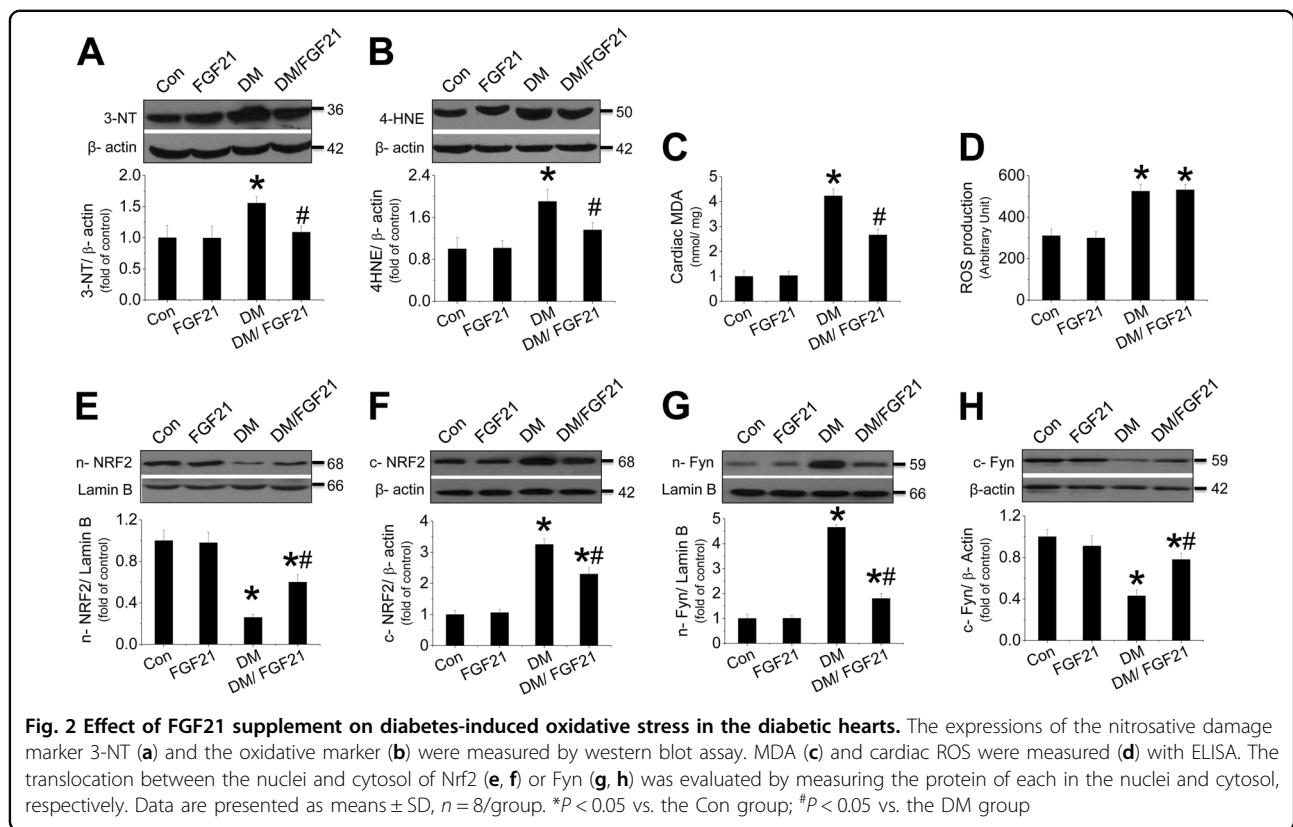 A
Con FGF21 DM DM/FGF21
3-NT 36
β- actin 42
3-NT/ β- actin
(fold of control)
2.0
1.5
1.0
0.5
0.0
* #
Con FGF21 DM DM/ FGF21
B
Con FGF21 DM DM/FGF21
4-HNE 50
β- actin 42
4HNE/ β- actin
(fold of control)
2.8
2.1
1.4
0.7
0.0
* #
Con FGF21 DM DM/ FGF21
C
Cardiac MDA
(nmol/ mg)
5
4
3
2
1
0
* #
Con FGF21 DM DM/ FGF21
D
ROS production
(Arbitrary Unit)
600
450
300
150
0
* *
Con FGF21 DM DM/ FGF21
E
Con FGF21 DM DM/FGF21
n- NRF2 68
Lamin B 66
n- NRF2/ Lamin B
(fold of control)
1.2
0.9
0.6
0.3
0.0
* *#
Con FGF21 DM DM/ FGF21
F
Con FGF21 DM DM/FGF21
c- NRF2 68
β- actin 42
c- NRF2/ β- actin
(fold of control)
4
3
2
1
0
* *#
Con FGF21 DM DM/ FGF21
G
Con FGF21 DM DM/FGF21
n- Fyn 59
Lamin B 66
n- Fyn/ Lamin B
(fold of control)
5
4
3
2
1
0
* *#
Con FGF21 DM DM/ FGF21
H
Con FGF21 DM DM/FGF21
c- Fyn 59
β-actin 42
c- Fyn/ β- Actin
(fold of control)
1.2
0.8
0.4
0.0
* *#
Con FGF21 DM DM/ FGF21
Fig. 2 Effect of FGF21 supplement on diabetes-induced oxidative stress in the diabetic hearts. The expressions of the nitrosative damage
marker 3-NT (a) and the oxidative marker (b) were measured by western blot assay. MDA (c) and cardiac ROS were measured (d) with ELISA. The
translocation between the nuclei and cytosol of Nrf2 (e, f) or Fyn (g, h) was evaluated by measuring the protein of each in the nuclei and cytosol,
respectively. Data are presented as means ± SD, n = 8/group. *P < 0.05 vs. the Con group; #P < 0.05 vs. the DM group